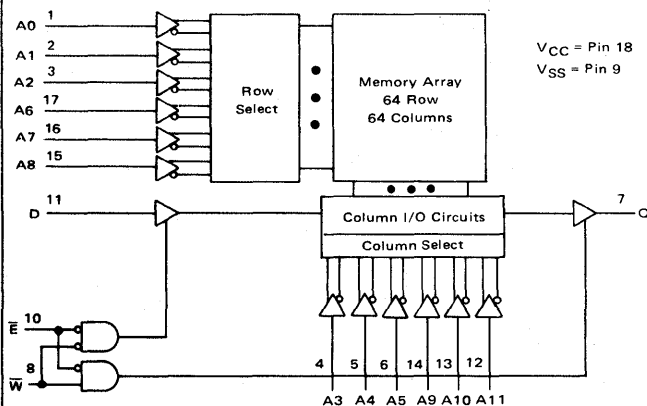 A0 1
A1 2
A2 3
A6 17
A7 16
A8 15
Row
Select
Memory Array
64 Row
64 Columns
VCC = Pin 18
VSS = Pin 9
D 11
Column I/O Circuits
Column Select
7 Q
E 10
W 8
4 5 6 14 13 12
A3 A4 A5 A9 A10 A11